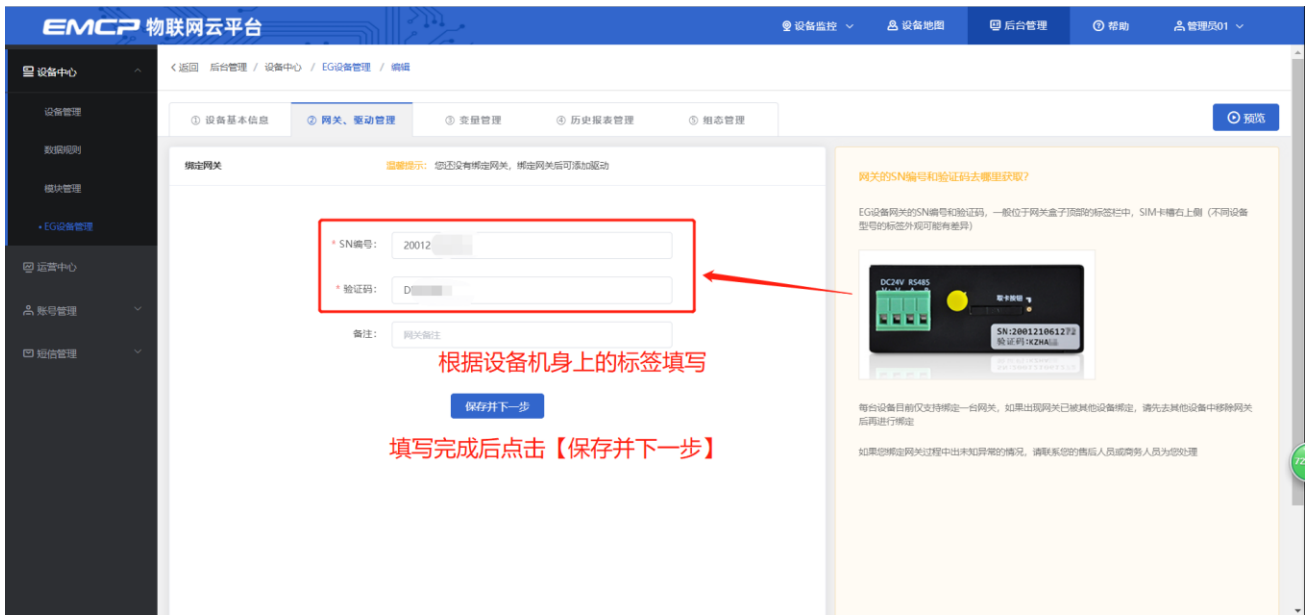 EMCP 物联网云平台
设备监控
设备地图
后台管理
帮助
管理员01
设备中心
设备管理
数据规则
模块管理
• EG设备管理
运营中心
账号管理
短信管理
< 返回 后台管理 / 设备中心 / EG设备管理 / 编辑
① 设备基本信息
② 网关、驱动管理
③ 变量管理
④ 历史报表管理
⑤ 组态管理
预览
绑定网关
温馨提示： 您还没有绑定网关，绑定网关后可添加驱动
* SN编号： 20012
* 验证码： D
备注： 网关备注
根据设备机身上的标签填写
保存并下一步
填写完成后点击【保存并下一步】
网关的SN编号和验证码去哪里获取?
EG设备网关的SN编号和验证码，一般位于网关盒子顶部的标签栏中，SIM卡槽右上侧（不同设备
型号的标签外观可能有差异）
DC24V RS485
V+ V- A B
取卡按钮
SN:200121061272
验证码:KZHA
每台设备目前仅支持绑定一台网关，如果出现网关已被其他设备绑定，请先去其他设备中移除网关
后再进行绑定
如果您绑定网关过程中出未知异常的情况，请联系您的售后人员或商务人员为您处理
72